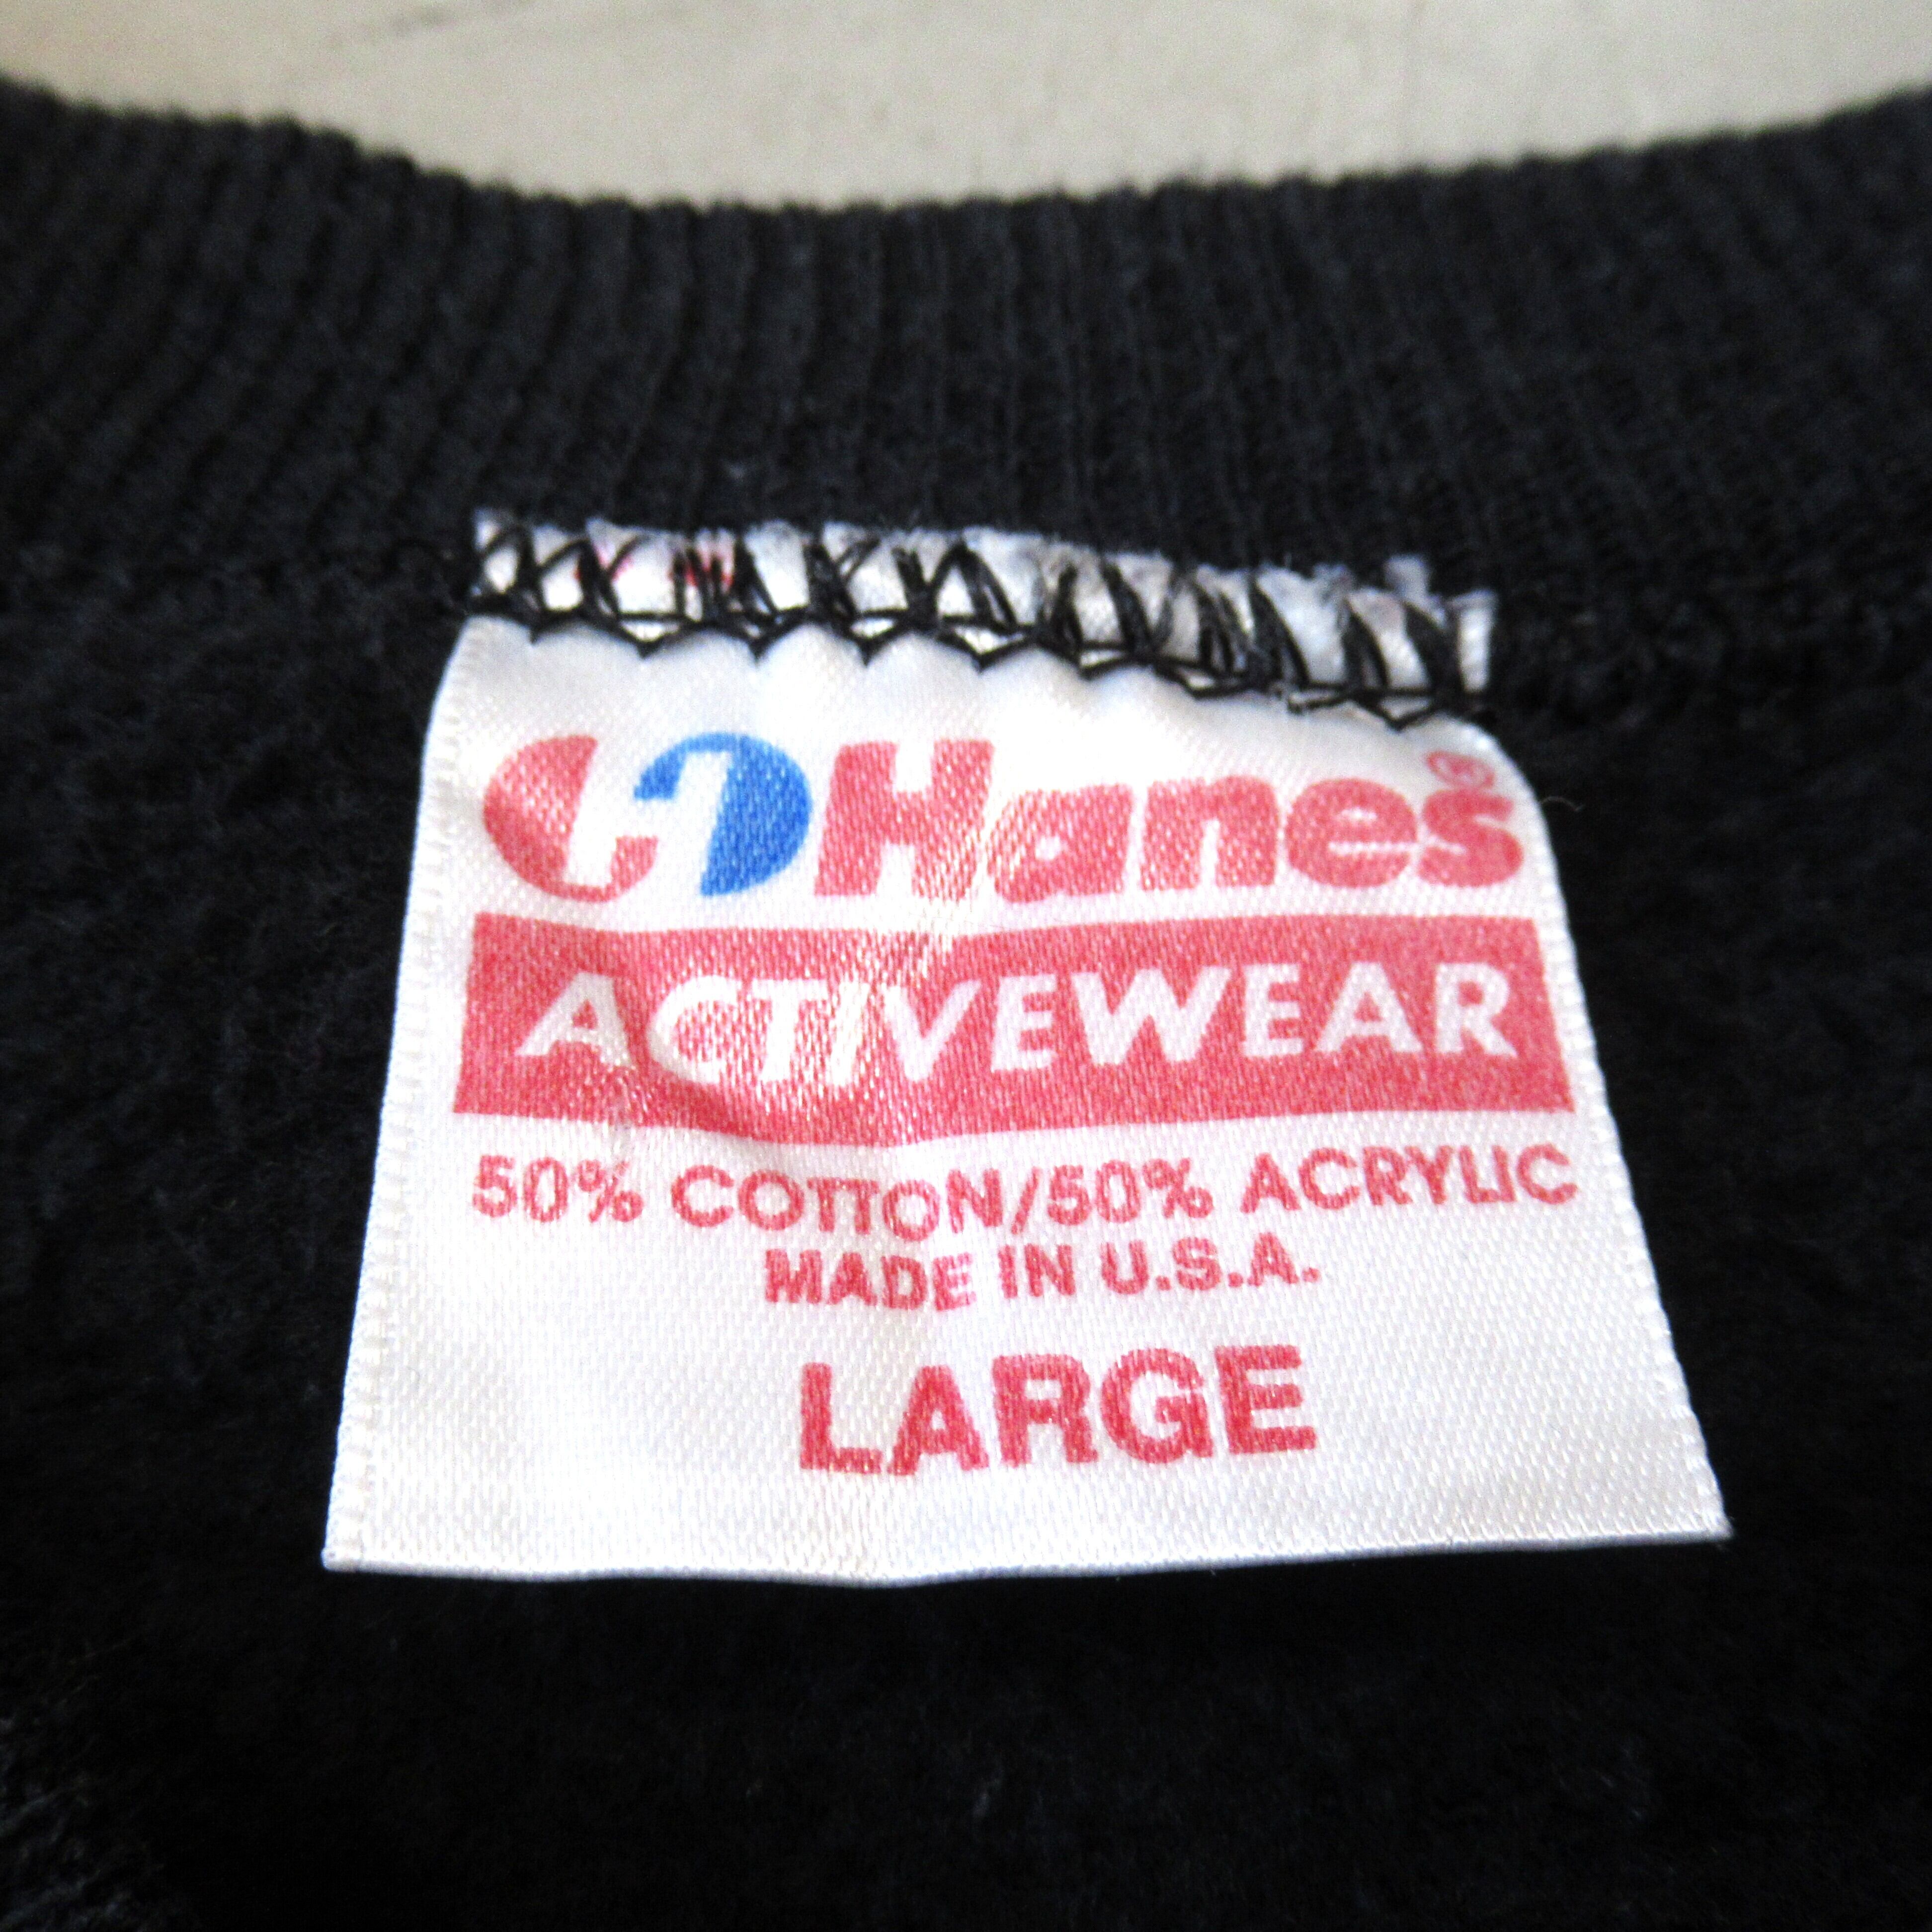 Hanes®
ACTIVEWEAR
50% COTTON/50% ACRYLIC
MADE IN U.S.A.
LARGE